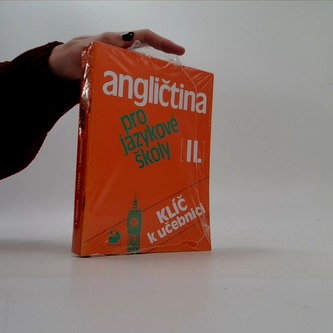 angličtina
pro
jazykové
školy
[II.]
KLÍČ
k učebnici